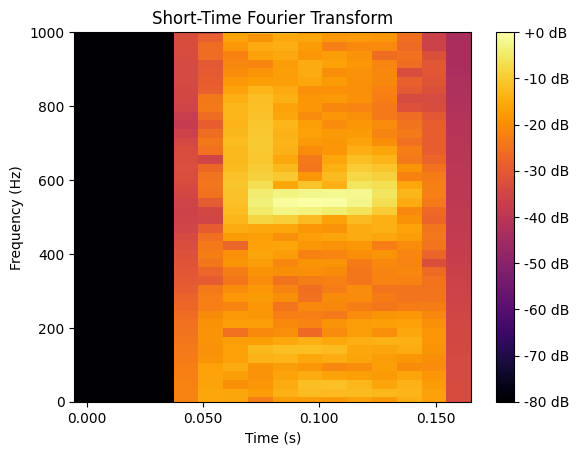 Short-Time Fourier Transform
Frequency (Hz)
1000
800
600
400
200
0
0.000
0.050
0.100
0.150
Time (s)
+0 dB
-10 dB
-20 dB
-30 dB
-40 dB
-50 dB
-60 dB
-70 dB
-80 dB